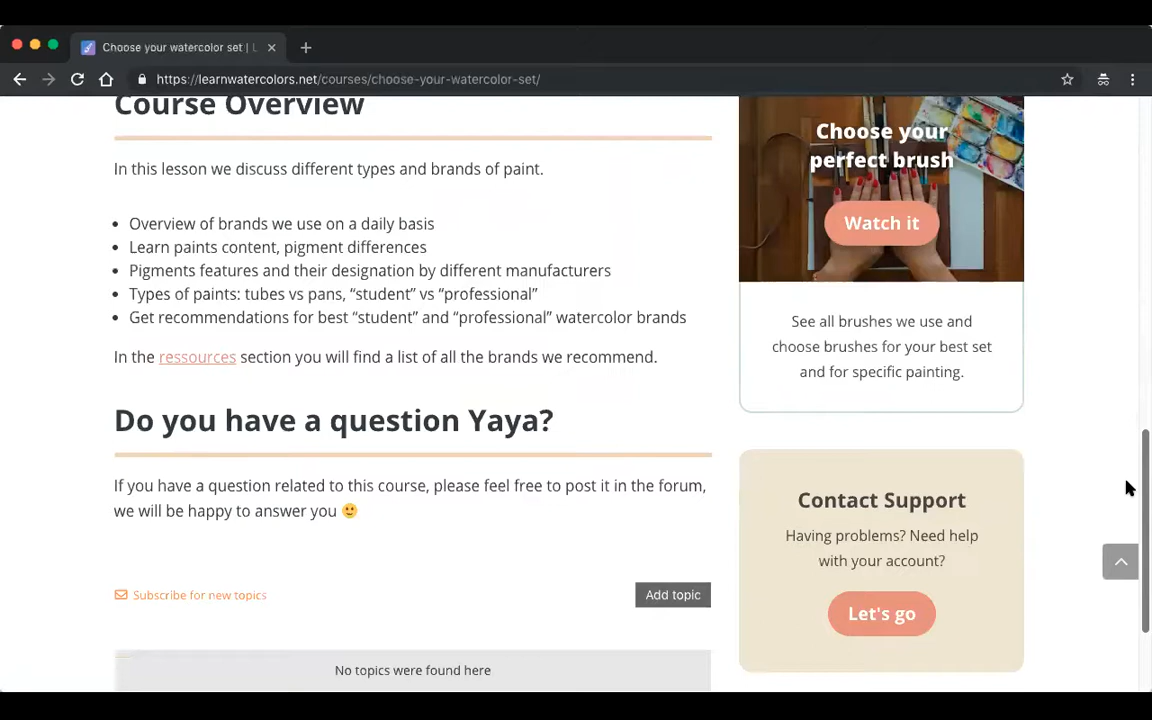 Choose your watercolor set | L
https://learnwatercolors.net/courses/choose-your-watercolor-set/
Course Overview
In this lesson we discuss different types and brands of paint.
Overview of brands we use on a daily basis
Learn paints content, pigment differences
Pigments features and their designation by different manufacturers
Types of paints: tubes vs pans, “student” vs “professional”
Get recommendations for best “student” and “professional” watercolor brands
In the ressources section you will find a list of all the brands we recommend.
Do you have a question Yaya?
If you have a question related to this course, please feel free to post it in the forum,
we will be happy to answer you 🙂
Subscribe for new topics
Add topic
No topics were found here
Choose your
perfect brush
Watch it
See all brushes we use and
choose brushes for your best set
and for specific painting.
Contact Support
Having problems? Need help
with your account?
Let's go